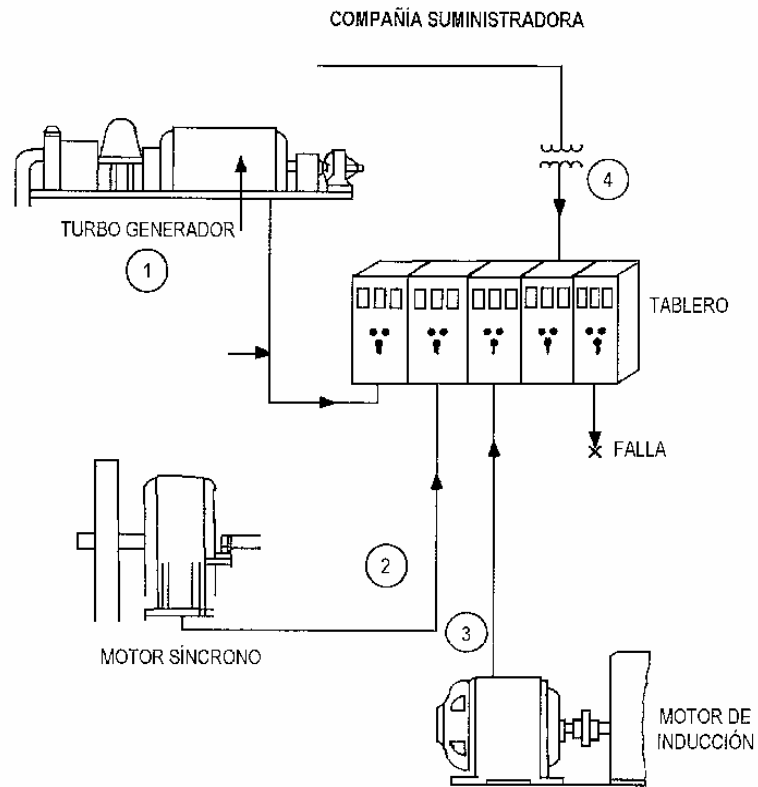 COMPAÑÍA SUMINISTRADORA
4
TURBO GENERADOR
1
TABLERO
FALLA
2
3
MOTOR SÍNCRONO
MOTOR DE
INDUCCIÓN